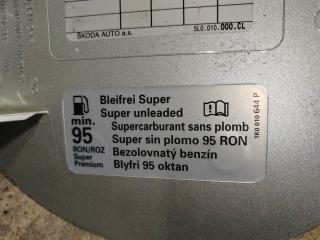 ŠKODA AUTO a.s.
5L0.010.000.CL
min.
95
RON/ROZ
Super
Premium
Bleifrei Super
Super unleaded
Supercarburant sans plomb
Super sin plomo 95 RON
Bezolovnatý benzín
Blyfri 95 oktan
1K0 010 644 P